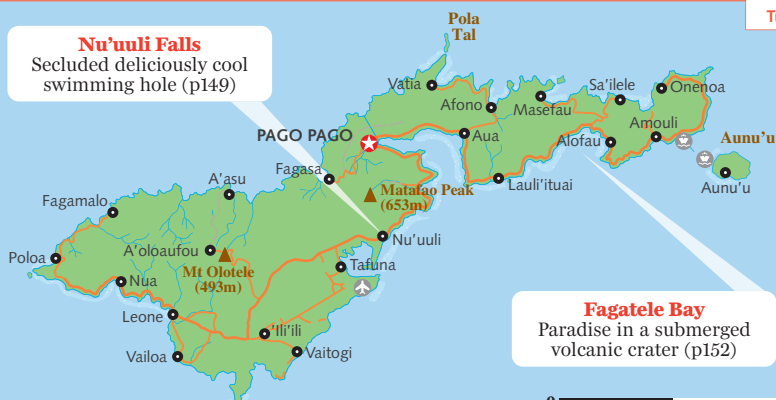 Tu
Pola
Tal
Nu'uuli Falls
Secluded deliciously cool
swimming hole (p149)
Vatia
Afono
Masefau
Sa'ilele
Onenoa
PAGO PAGO
Aua
Alofau
Amouli
Aunu'u
Aunu'u
Fagasa
Lauli'ituai
A'asu
Matafao Peak
(653m)
Fagamalo
Nu'uuli
Poloa
A'oloaufou
Mt Olotele
(493m)
Tafuna
Nua
Leone
'Ili'ili
Vailoa
Vaitogi
Fagatele Bay
Paradise in a submerged
volcanic crater (p152)
0